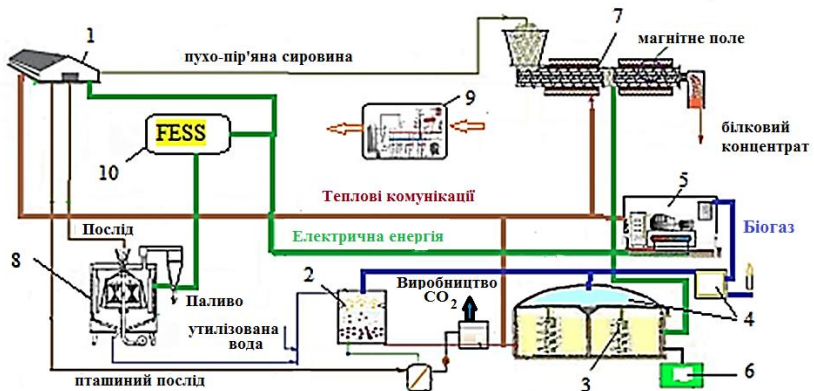 1
пухо-пір'яна сировина
7
магнітне поле
9
білковий
концентрат
FESS
10
Теплові комунікації
5
Послід
Електрична енергія
Біогаз
8
2
Виробництво
CO2
Паливо
4
утилізована
вода
3
6
пташиний послід